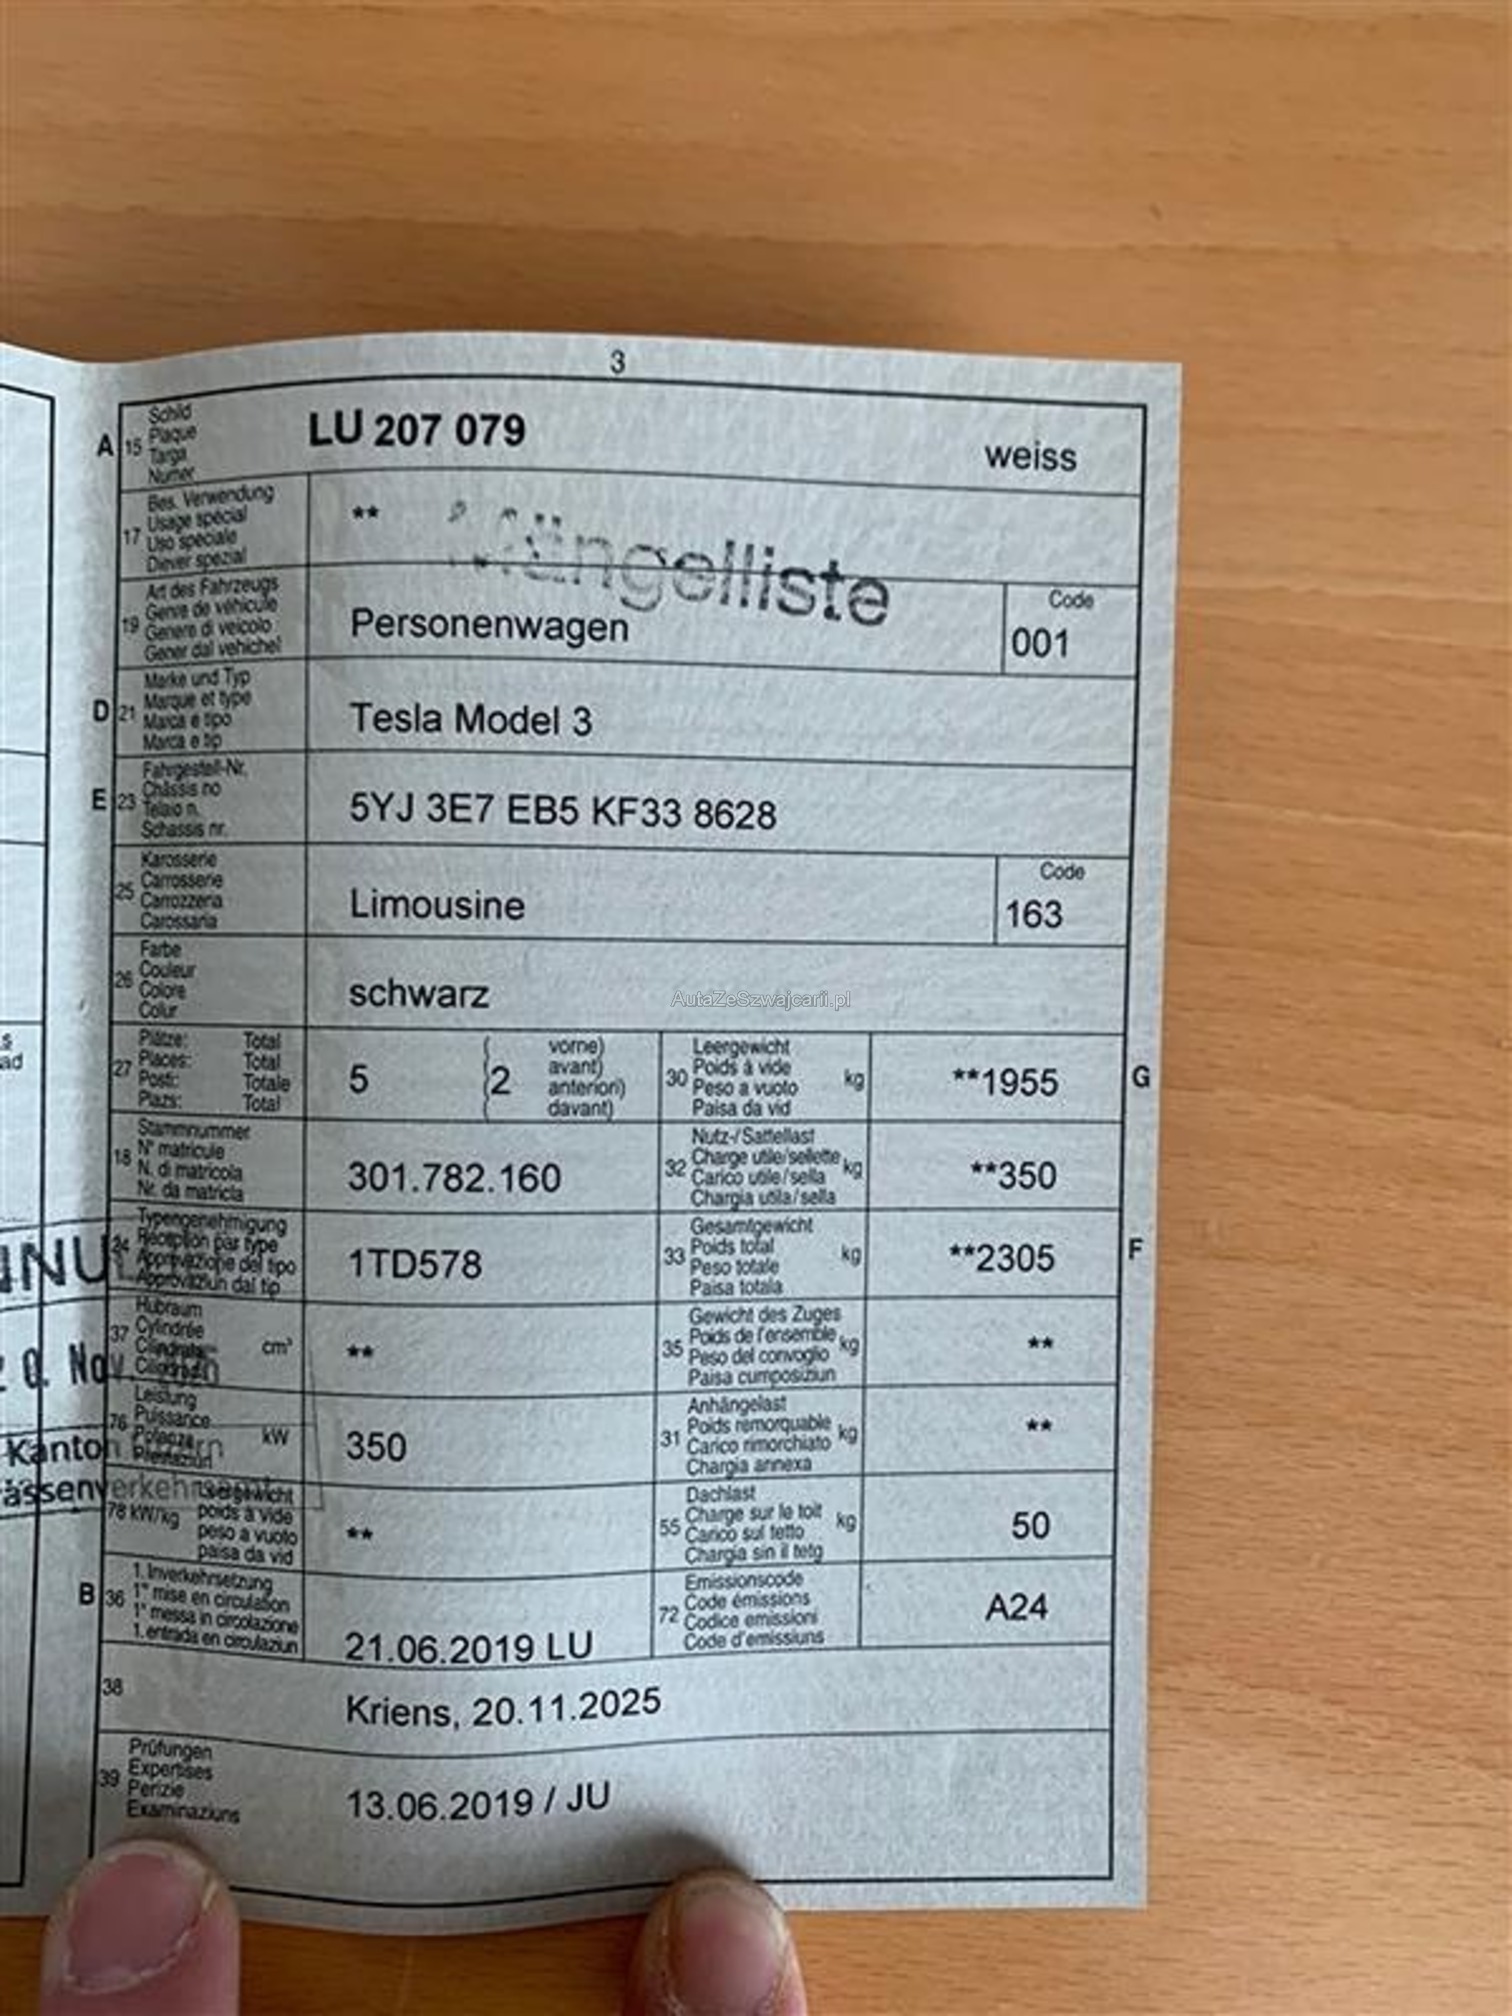 3
A 15 Schild
Plaque
Targa
Numer
LU 207 079
weiss
17 Bes. Verwendung
Usage spécial
Uso speciale
Diever spezial
**
Mängelliste
19 Art des Fahrzeugs
Genre de véhicule
Genere di veicolo
Gener dal vehichel
Personenwagen
Code
001
D 21 Marke und Typ
Marque et type
Marca e tipo
Marca e tip
Tesla Model 3
E 23 Fahrgestell-Nr.
Châssis no
Telaio n.
Schassis nr.
5YJ 3E7 EB5 KF33 8628
25 Karosserie
Carrosserie
Carrozzeria
Carossaria
Limousine
Code
163
26 Farbe
Couleur
Colore
Colur
schwarz
AutaZeSzwajcarii.pl
27 Plätze: Total
Places: Total
Posti: Totale
Plazs: Total
5
(2 vorne)
avant)
anteriori)
davant)
30 Leergewicht
Poids à vide
Peso a vuoto
Paisa da vid
kg
**1955
G
18 Stammnummer
N° matricule
N. di matricola
Nr. da matricla
301.782.160
32 Nutz-/Sattellast
Charge utile/sellette
Carico utile/sella
Chargia utila/sella
kg
**350
24 Typengenehmigung
Réception par type
Approvazione del tipo
Approvaziun dal tip
1TD578
33 Gesamtgewicht
Poids total
Peso totale
Paisa totala
kg
**2305
F
37 Hubraum
Cylindrée
cm³
**
35 Gewicht des Zuges
Poids de l'ensemble
Peso del convoglio
Paisa cumposiziun
kg
**
76 Leistung
Puissance
Potenza
kW
350
31 Anhängelast
Poids remorquable
Carico rimorchiato
Chargia annexa
kg
**
78 kW/kg
Leergewicht
poids à vide
peso a vuoto
paisa da vid
**
55 Dachlast
Charge sur le toit
Carico sul tetto
Chargia sin il tetg
kg
50
B 36 1. Inverkehrsetzung
1re mise en circulation
1a messa in circolazione
1. entrada en circulaziun
21.06.2019 LU
72 Emissionscode
Code émissions
Codice emissioni
Code d'emissiuns
A24
38
Kriens, 20.11.2025
39 Prüfungen
Expertises
Perizie
Examinaziuns
13.06.2019 / JU
s
ad
NNU
0. Nov.
Kanton
assenverkehrsamt